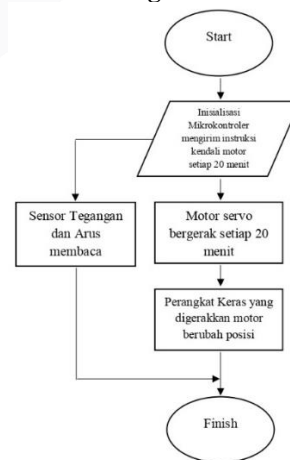 Start
Inisialisasi
Mikrokontroler
mengirim instruksi
kendali motor
setiap 20 menit
Sensor Tegangan
dan Arus
membaca
Motor servo
bergerak setiap 20
menit
Perangkat Keras yang
digerakkan motor
berubah posisi
Finish